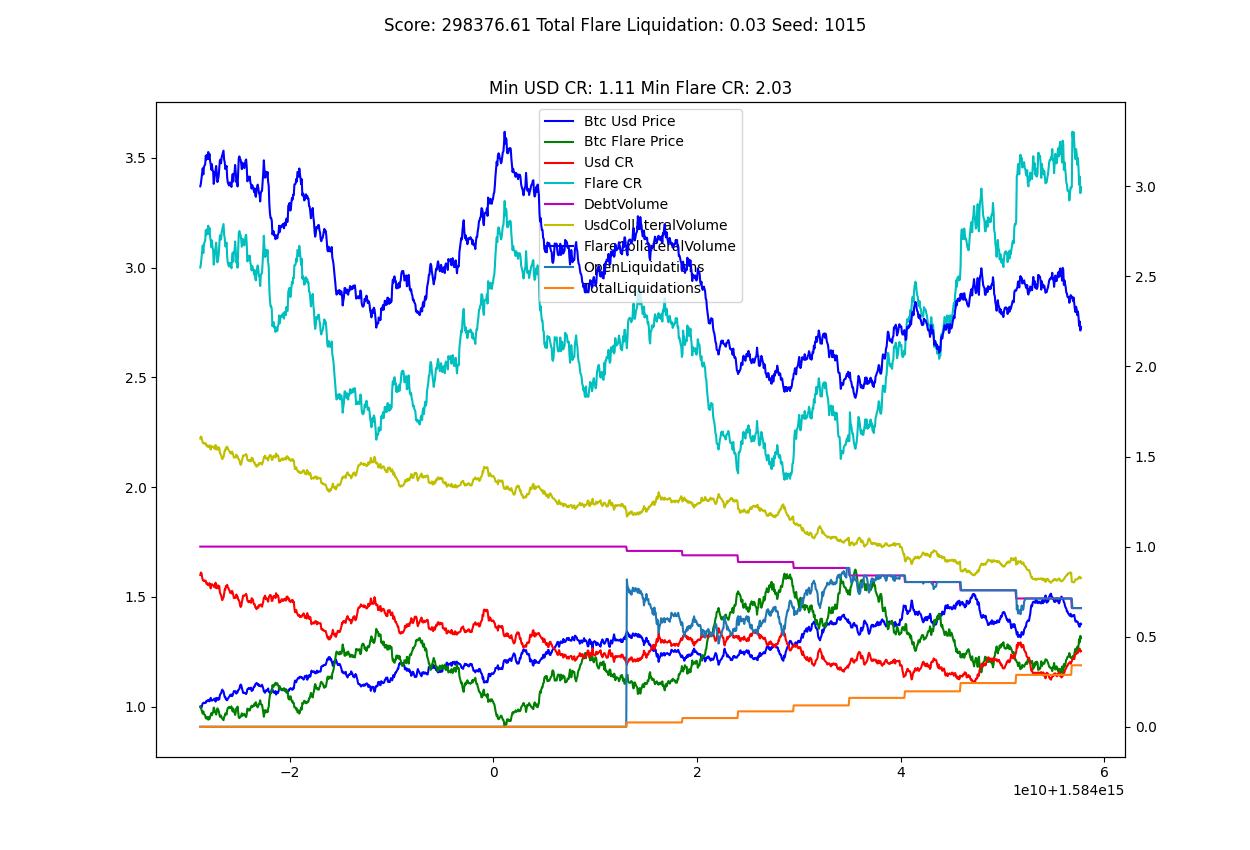 Score: 298376.61 Total Flare Liquidation: 0.03 Seed: 1015
Min USD CR: 1.11 Min Flare CR: 2.03
Btc Usd Price
Btc Flare Price
Usd CR
Flare CR
DebtVolume
UsdCollateralVolume
FlareCollateralVolume
OpenLiquidations
TotalLiquidations
3.5
3.0
2.5
2.0
1.5
1.0
3.0
2.5
2.0
1.5
1.0
0.5
0.0
−2
0
2
4
6
1e10+1.584e15